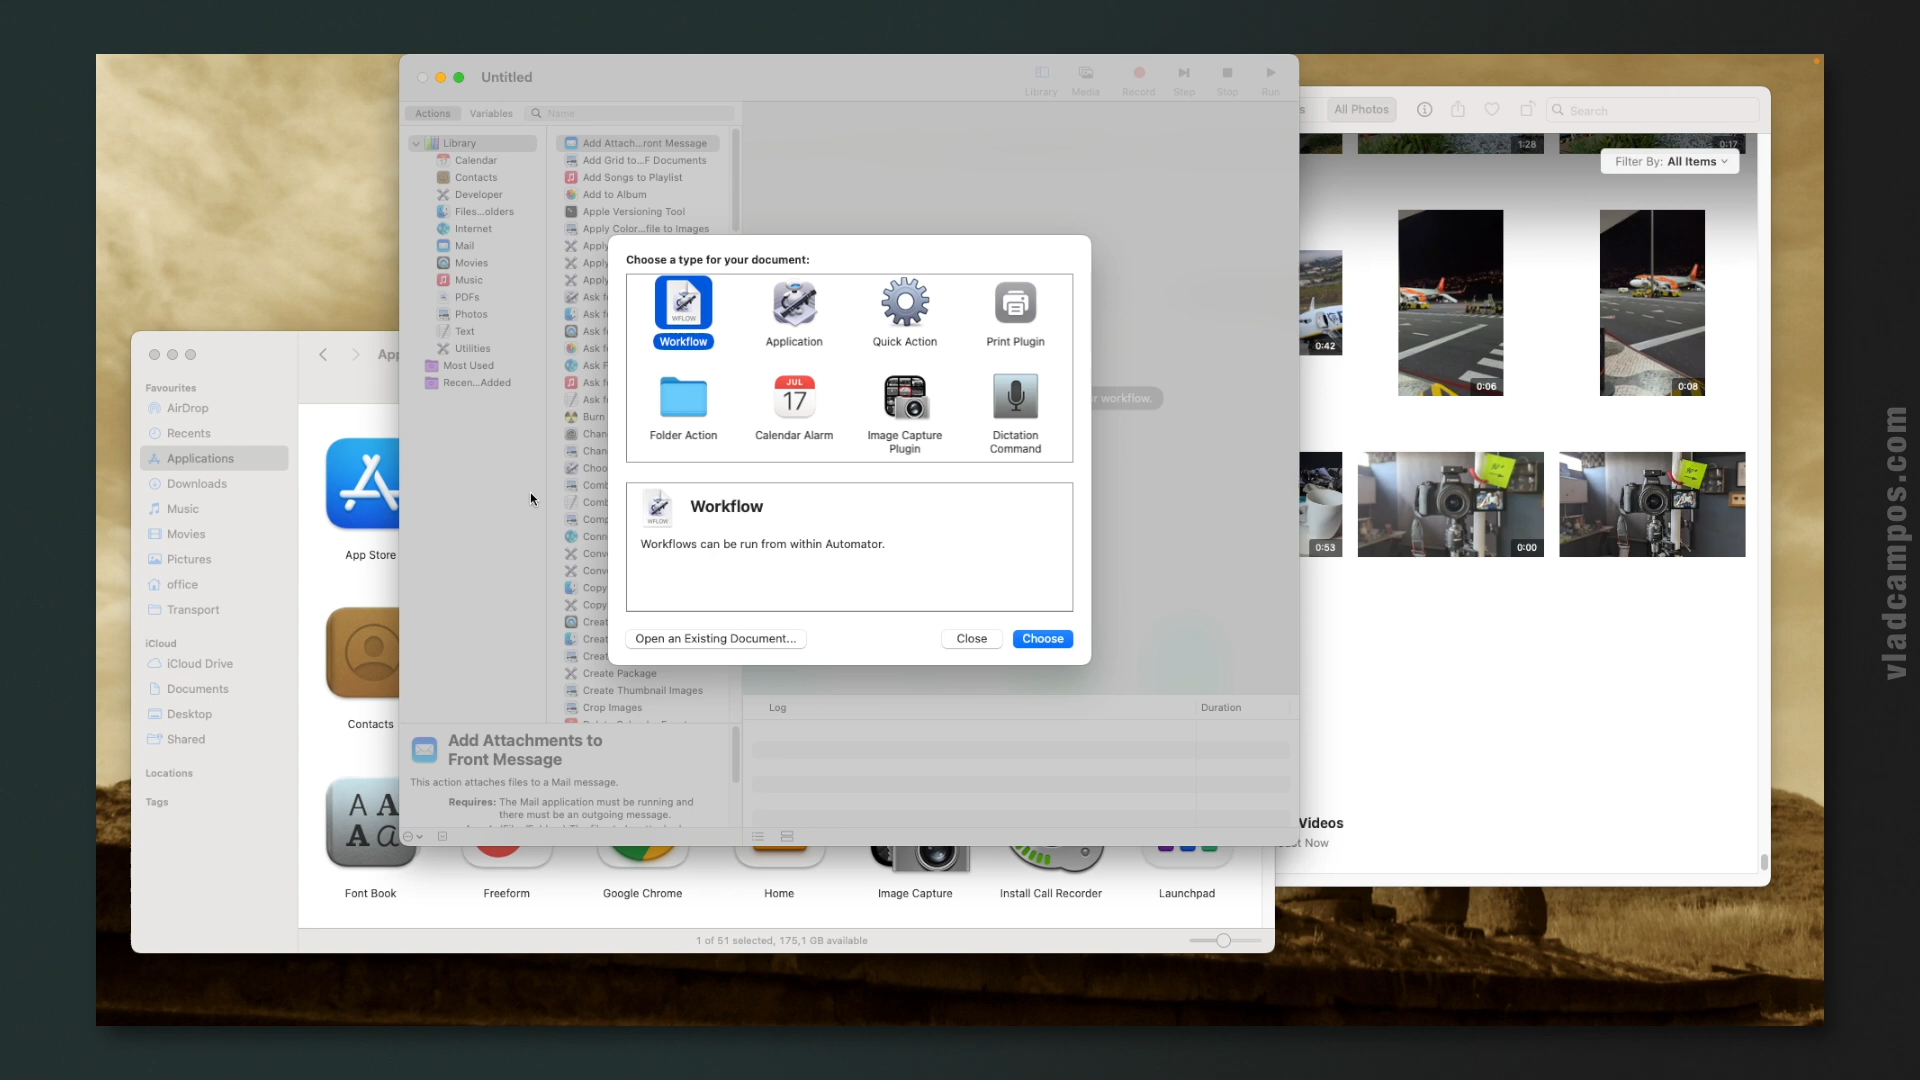 Untitled
Library
Media
Record
Step
Stop
Run
Actions
Variables
Name
Library
Calendar
Contacts
Developer
Files...olders
Internet
Mail
Movies
Music
PDFs
Photos
Text
Utilities
Most Used
Recen...Added
Add Attach...ront Message
Add Grid to...F Documents
Add Songs to Playlist
Add to Album
Apple Versioning Tool
Apply Color...file to Images
Create Package
Create Thumbnail Images
Crop Images
Choose a type for your document:
WFLOW
Workflow
Application
Quick Action
Print Plugin
JUL
17
Folder Action
Calendar Alarm
Image Capture
Plugin
Dictation
Command
WFLOW
Workflow
Workflows can be run from within Automator.
Open an Existing Document...
Close
Choose
r workflow.
Log
Duration
Add Attachments to
Front Message
This action attaches files to a Mail message.
Requires: The Mail application must be running and
there must be an outgoing message.
Favourites
AirDrop
Recents
Applications
Downloads
Music
Movies
Pictures
office
Transport
iCloud
iCloud Drive
Documents
Desktop
Shared
Locations
Tags
App
App Store
Contacts
Font Book
Freeform
Google Chrome
Home
Image Capture
Install Call Recorder
Launchpad
1 of 51 selected, 175,1 GB available
All Photos
Search
1:28
0:17
Filter By: All Items
0:42
0:06
0:08
0:53
0:00
Videos
Just Now
vladcampos.com